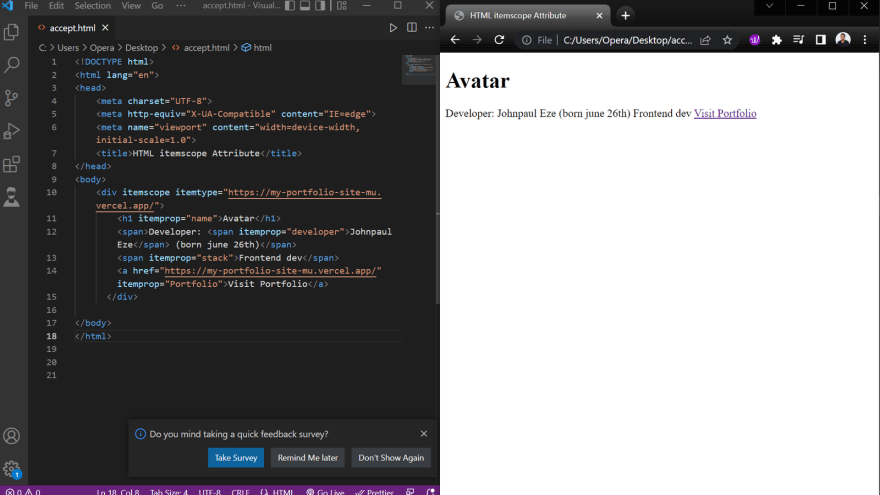 File Edit Selection View Go ··· accept.html - Visual...
accept.html
C: > Users > Opera > Desktop > accept.html > html
1 <!DOCTYPE html>
2 <html lang="en">
3 <head>
4 <meta charset="UTF-8">
5 <meta http-equiv="X-UA-Compatible" content="IE=edge">
6 <meta name="viewport" content="width=device-width,
initial-scale=1.0">
7 <title>HTML itemscope Attribute</title>
8 </head>
9 <body>
10 <div itemscope itemtype="https://my-portfolio-site-mu.
vercel.app/">
11 <h1 itemprop="name">Avatar</h1>
12 <span>Developer: <span itemprop="developer">Johnpaul
Eze</span> (born june 26th)</span>
13 <span itemprop="stack">Frontend dev</span>
14 <a href="https://my-portfolio-site-mu.vercel.app/"
itemprop="Portfolio">Visit Portfolio</a>
15 </div>
16
17 </body>
18 </html>
19
20
21
Do you mind taking a quick feedback survey?
Take Survey Remind Me later Don't Show Again
1
0 0 Ln 18, Col 8 Tab Size: 4 UTF-8 CRLF HTML Go Live Prettier
HTML itemscope Attribute
File | C:/Users/Opera/Desktop/acc...
Avatar
Developer: Johnpaul Eze (born june 26th) Frontend dev Visit Portfolio